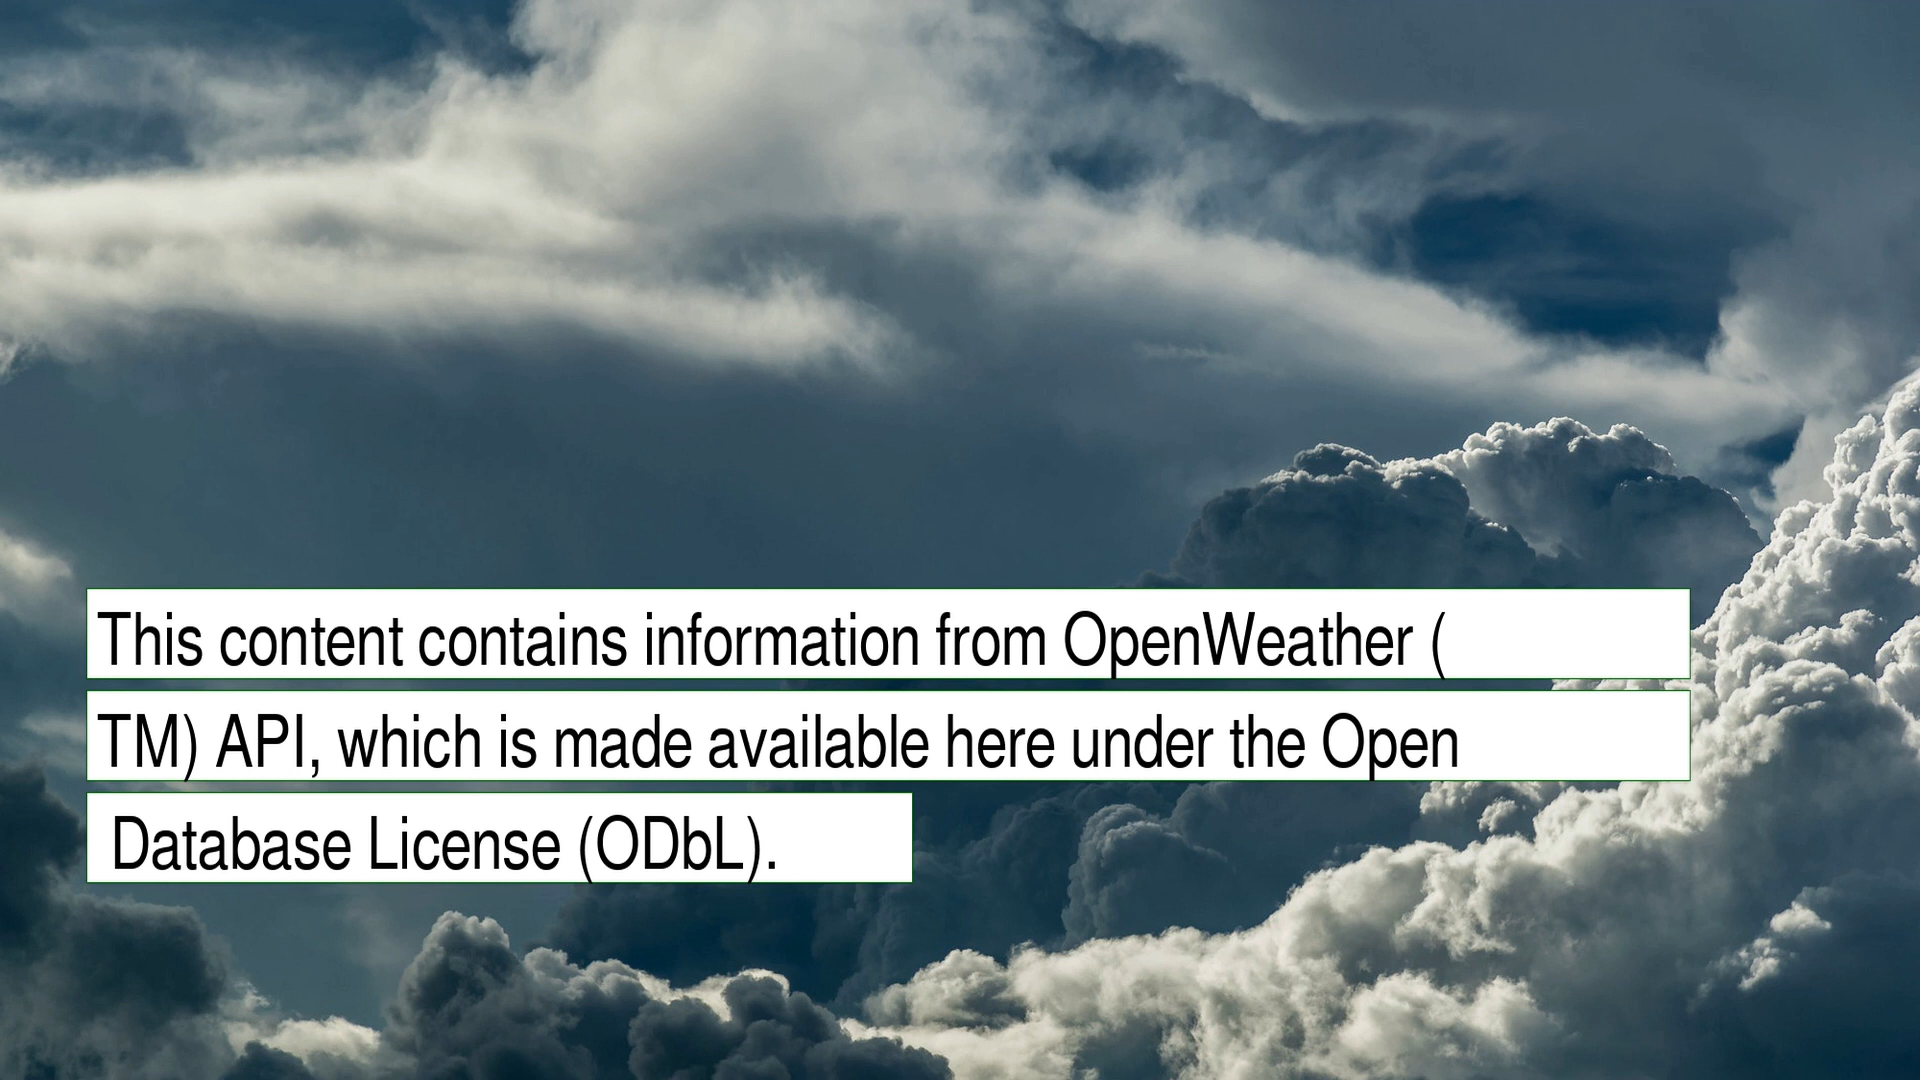 This content contains information from OpenWeather (
TM) API, which is made available here under the Open
Database License (ODbL).